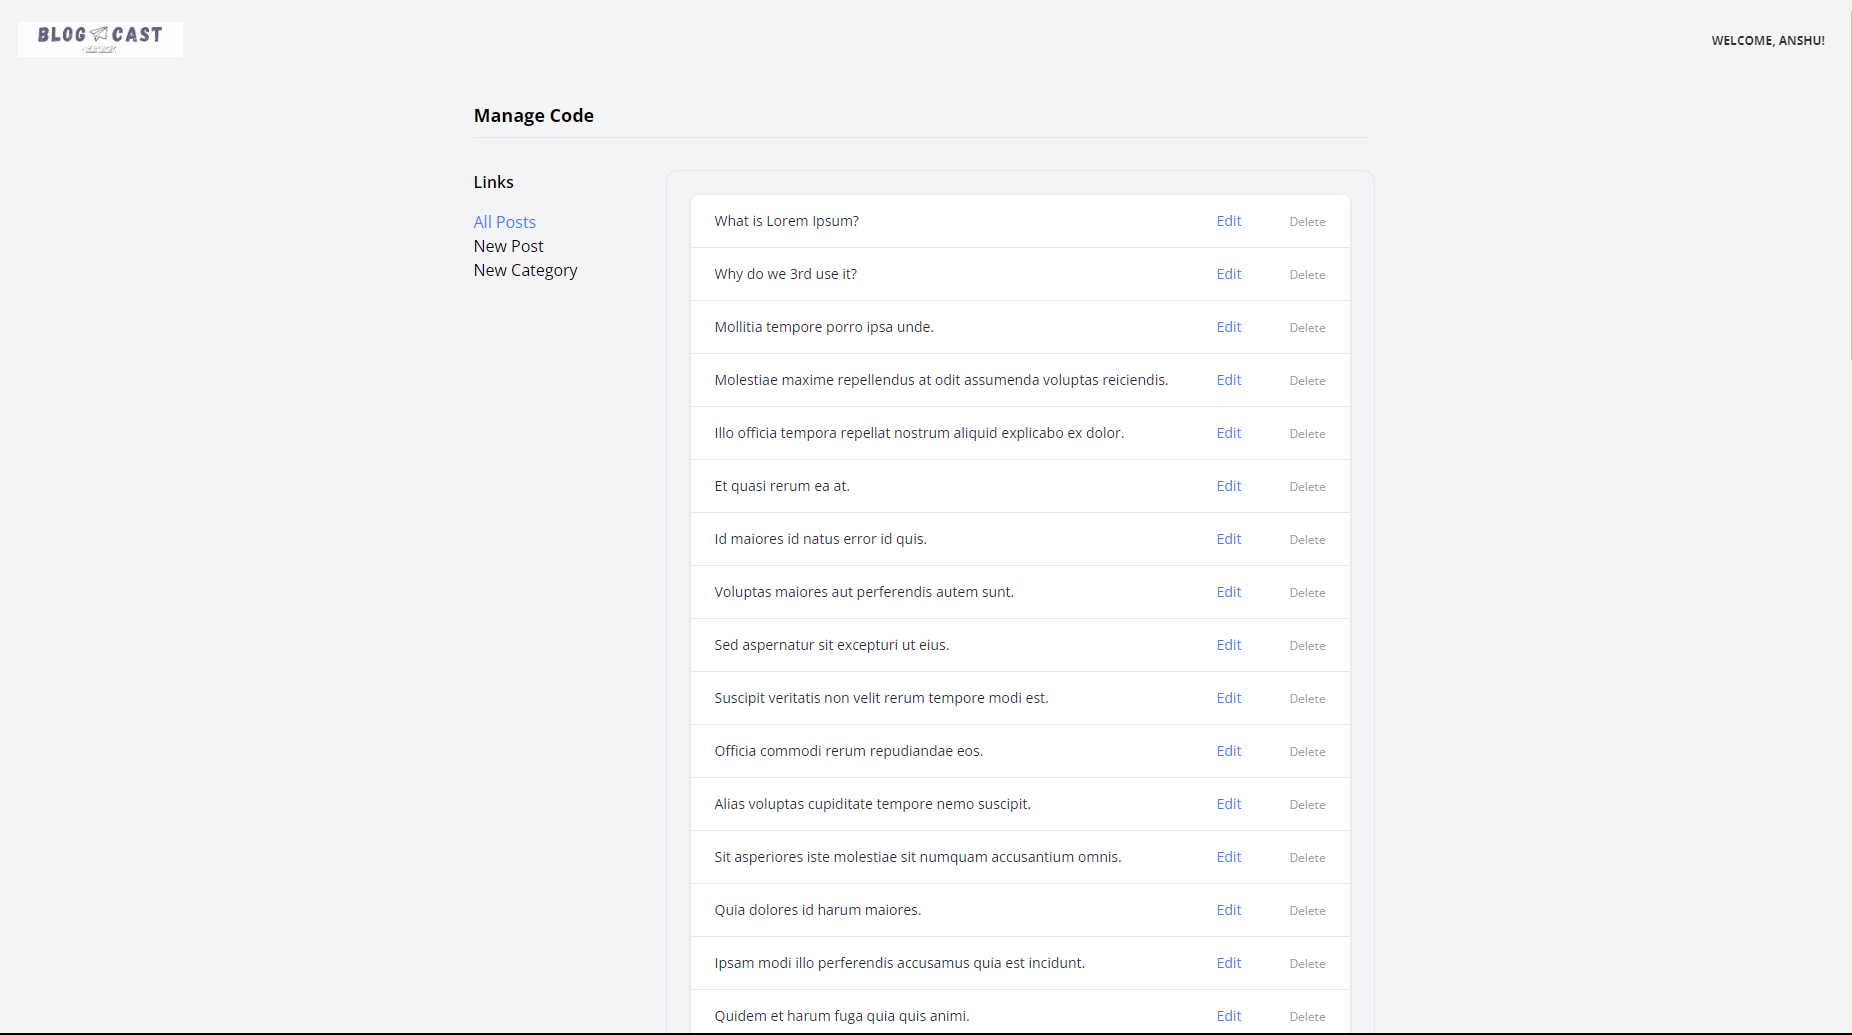 BLOG CAST
WELCOME, ANSHU!
Manage Code
Links
All Posts
New Post
New Category
What is Lorem Ipsum? Edit Delete
Why do we 3rd use it? Edit Delete
Mollitia tempore porro ipsa unde. Edit Delete
Molestiae maxime repellendus at odit assumenda voluptas reiciendis. Edit Delete
Illo officia tempora repellat nostrum aliquid explicabo ex dolor. Edit Delete
Et quasi rerum ea at. Edit Delete
Id maiores id natus error id quis. Edit Delete
Voluptas maiores aut perferendis autem sunt. Edit Delete
Sed aspernatur sit excepturi ut eius. Edit Delete
Suscipit veritatis non velit rerum tempore modi est. Edit Delete
Officia commodi rerum repudiandae eos. Edit Delete
Alias voluptas cupiditate tempore nemo suscipit. Edit Delete
Sit asperiores iste molestiae sit numquam accusantium omnis. Edit Delete
Quia dolores id harum maiores. Edit Delete
Ipsam modi illo perferendis accusamus quia est incidunt. Edit Delete
Quidem et harum fuga quia quis animi. Edit Delete